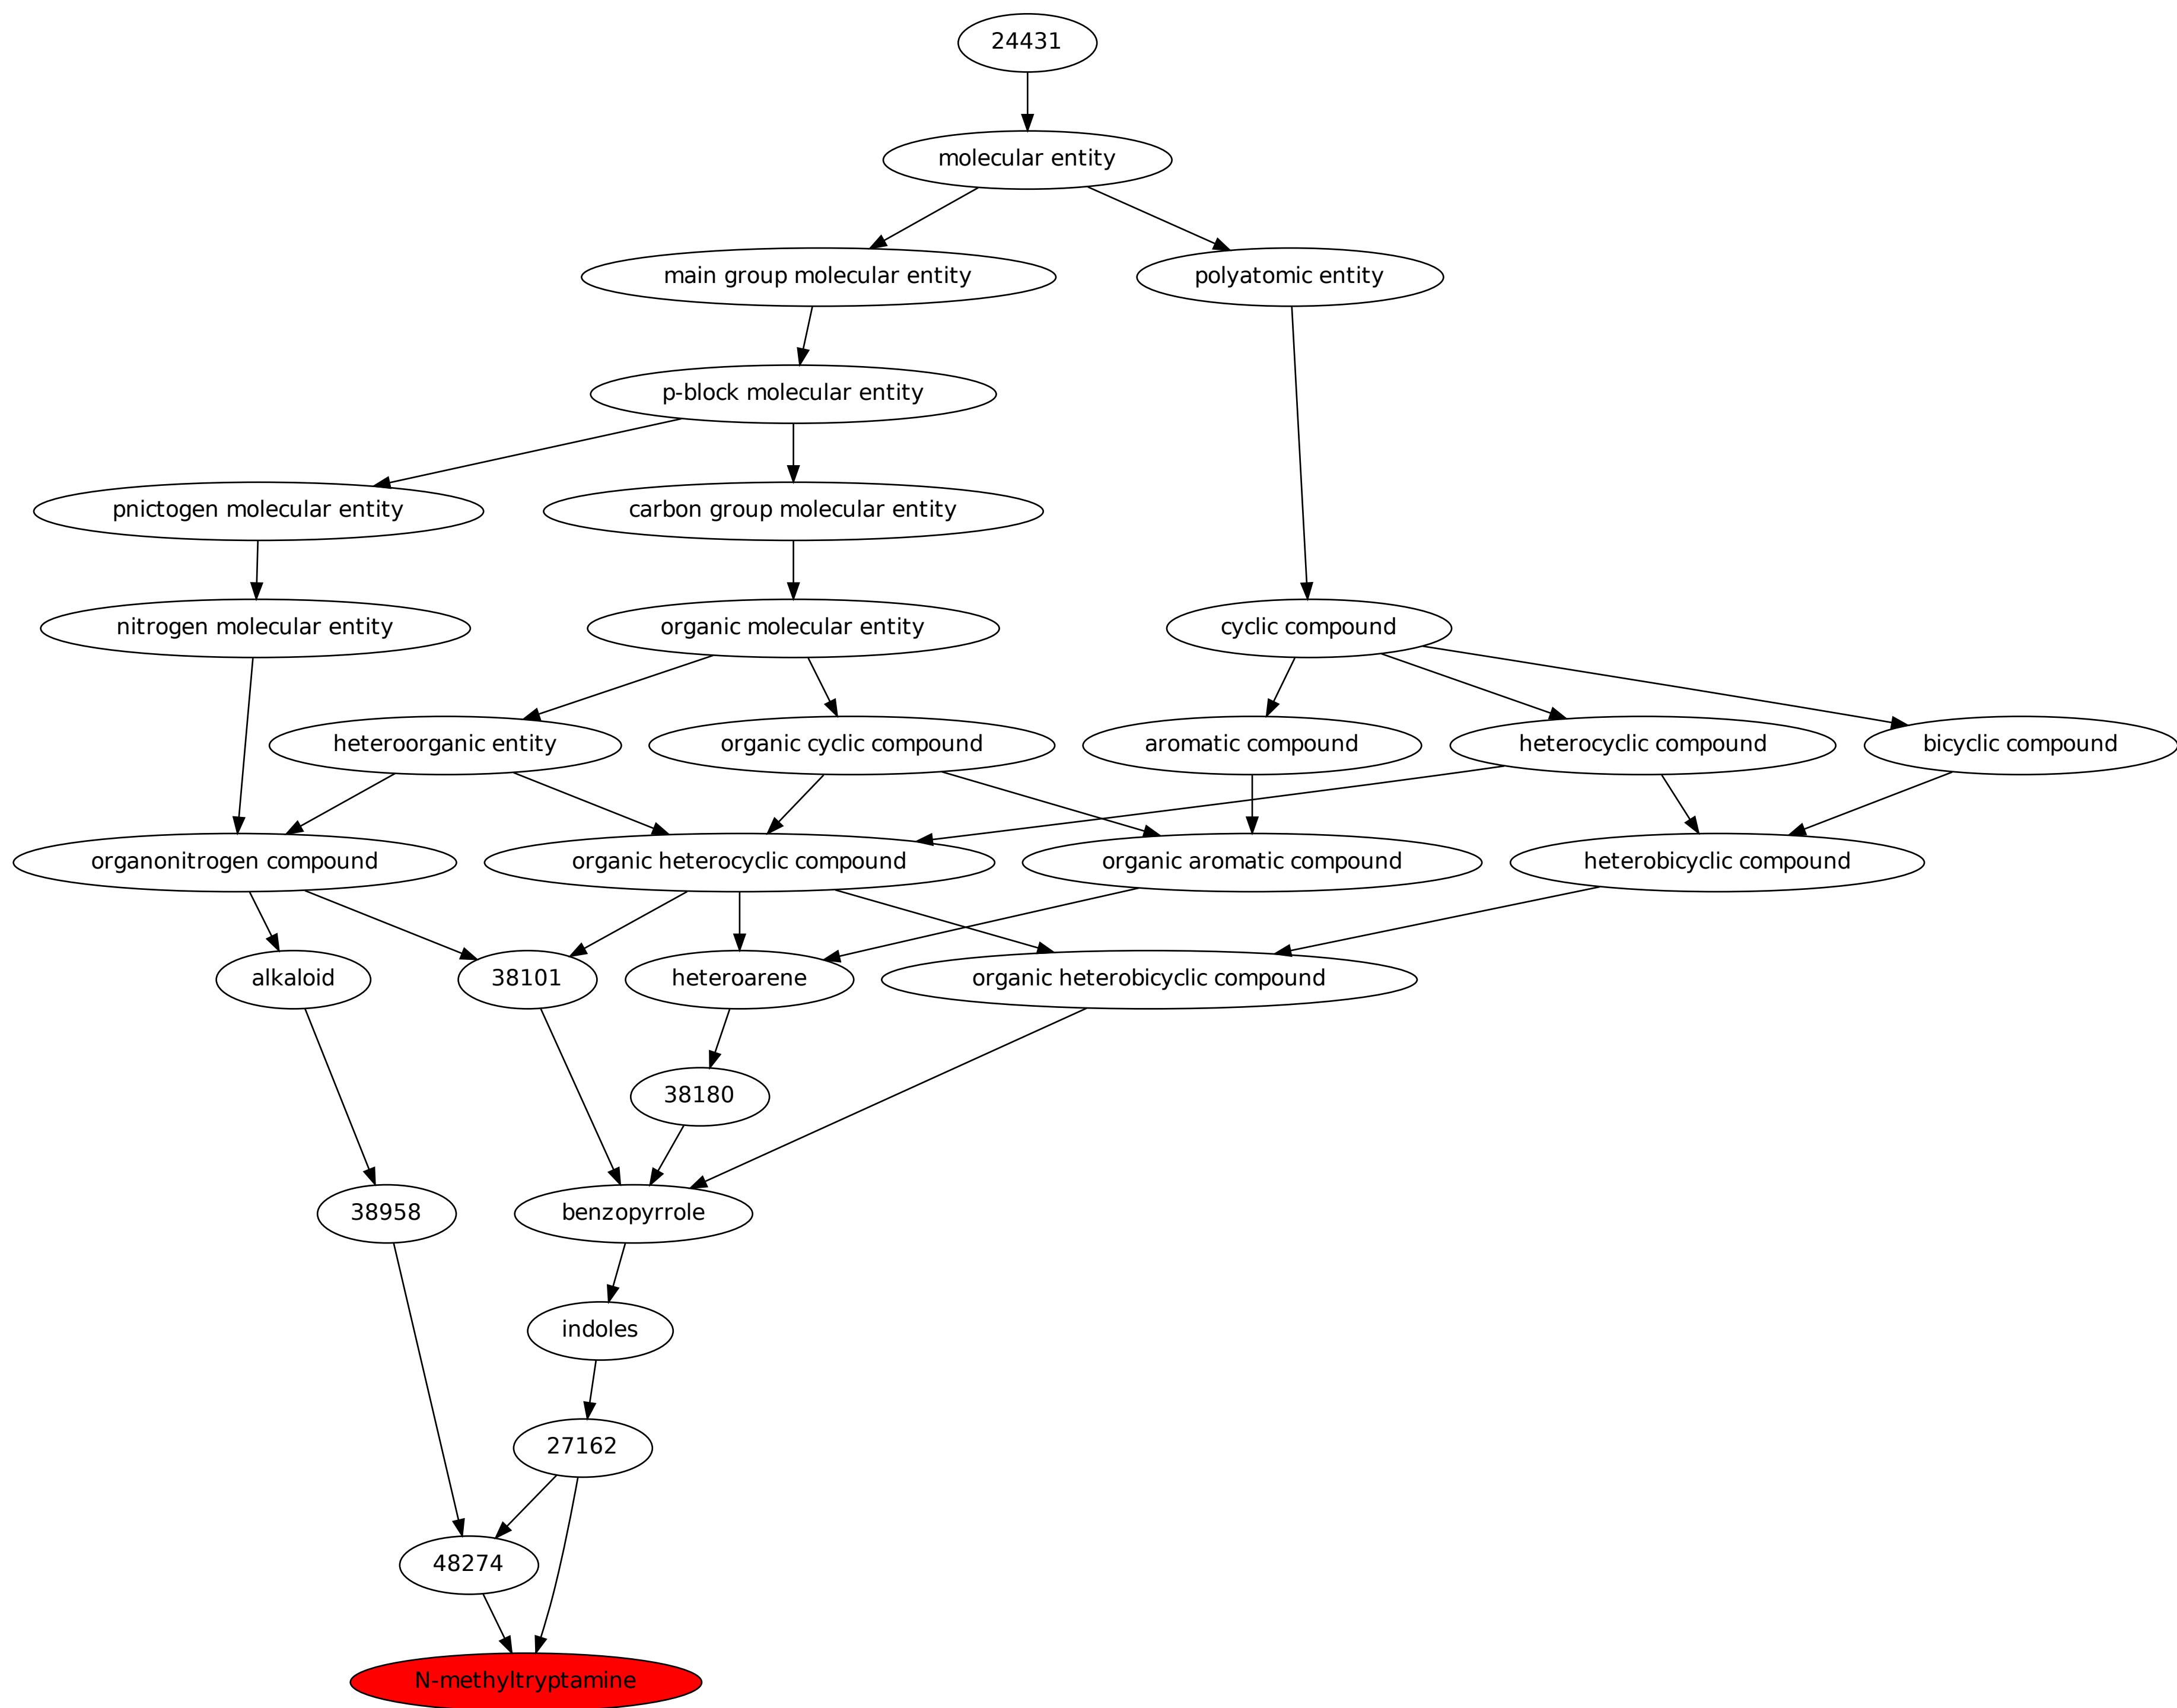 24431
molecular entity
main group molecular entity
polyatomic entity
p-block molecular entity
pnictogen molecular entity
carbon group molecular entity
nitrogen molecular entity
organic molecular entity
cyclic compound
heteroorganic entity
organic cyclic compound
aromatic compound
heterocyclic compound
bicyclic compound
organonitrogen compound
organic heterocyclic compound
organic aromatic compound
heterobicyclic compound
alkaloid
38101
heteroarene
organic heterobicyclic compound
38180
38958
benzopyrrole
indoles
27162
48274
N-methyltryptamine